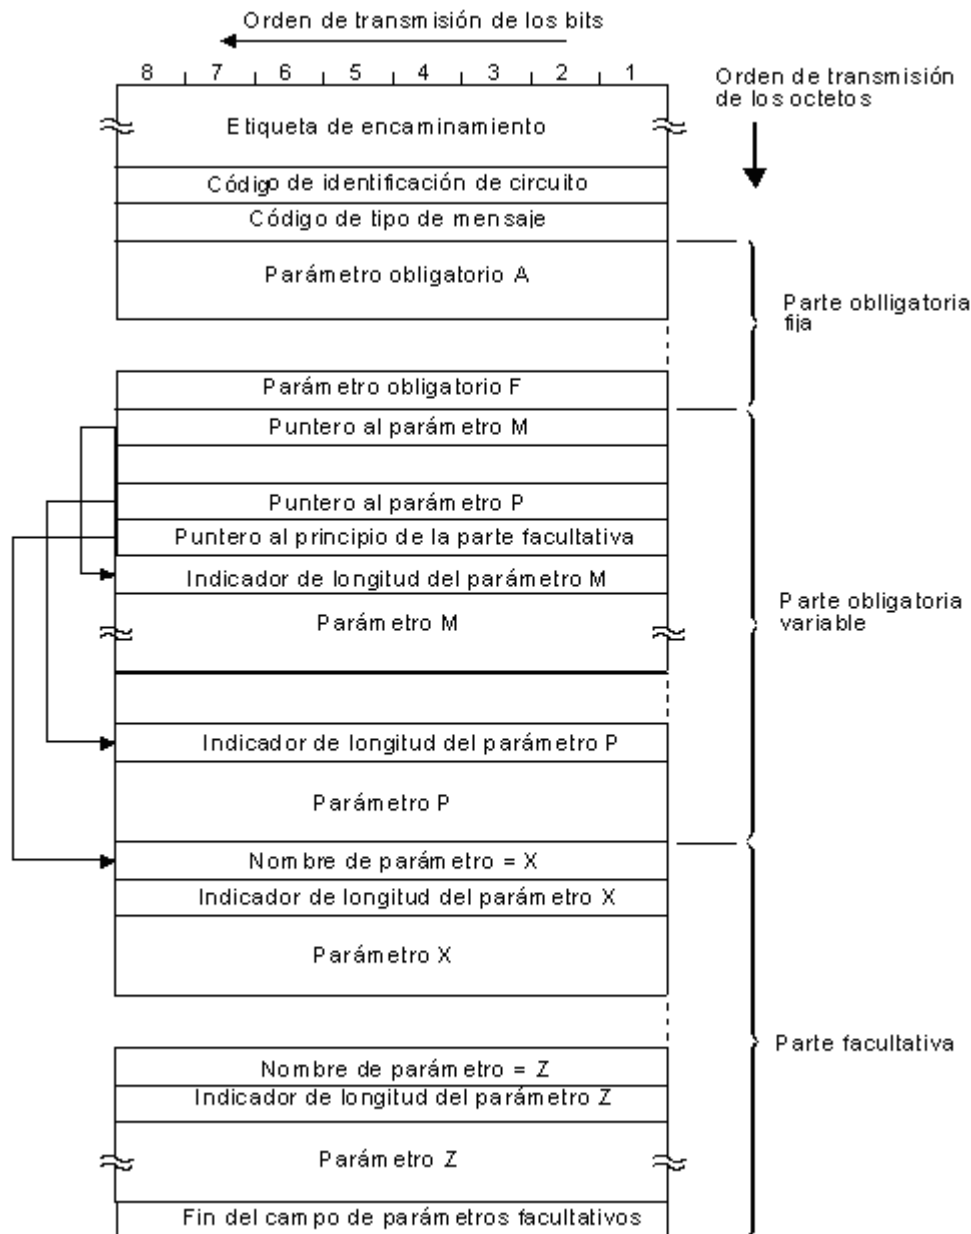 Orden de transmisión de los bits
8 7 6 5 4 3 2 1
Orden de transmisión
de los octetos
Etiqueta de encaminamiento
Código de identificación de circuito
Código de tipo de mensaje
Parámetro obligatorio A
Parte oblligatoria
fija
Parámetro obligatorio F
Puntero al parámetro M
Puntero al parámetro P
Puntero al principio de la parte facultativa
Indicador de longitud del parámetro M
Parámetro M
Parte obligatoria
variable
Indicador de longitud del parámetro P
Parámetro P
Nombre de parámetro = X
Indicador de longitud del parámetro X
Parámetro X
Parte facultativa
Nombre de parámetro = Z
Indicador de longitud del parámetro Z
Parámetro Z
Fin del campo de parámetros facultativos